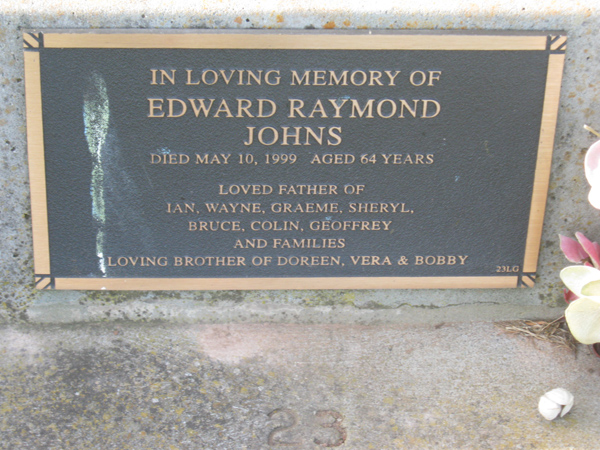 IN LOVING MEMORY OF
EDWARD RAYMOND
JOHNS
DIED MAY 10, 1999 AGED 64 YEARS
LOVED FATHER OF
IAN, WAYNE, GRAEME, SHERYL,
BRUCE, COLIN, GEOFFREY
AND FAMILIES
LOVING BROTHER OF DOREEN, VERA & BOBBY
23LG
23